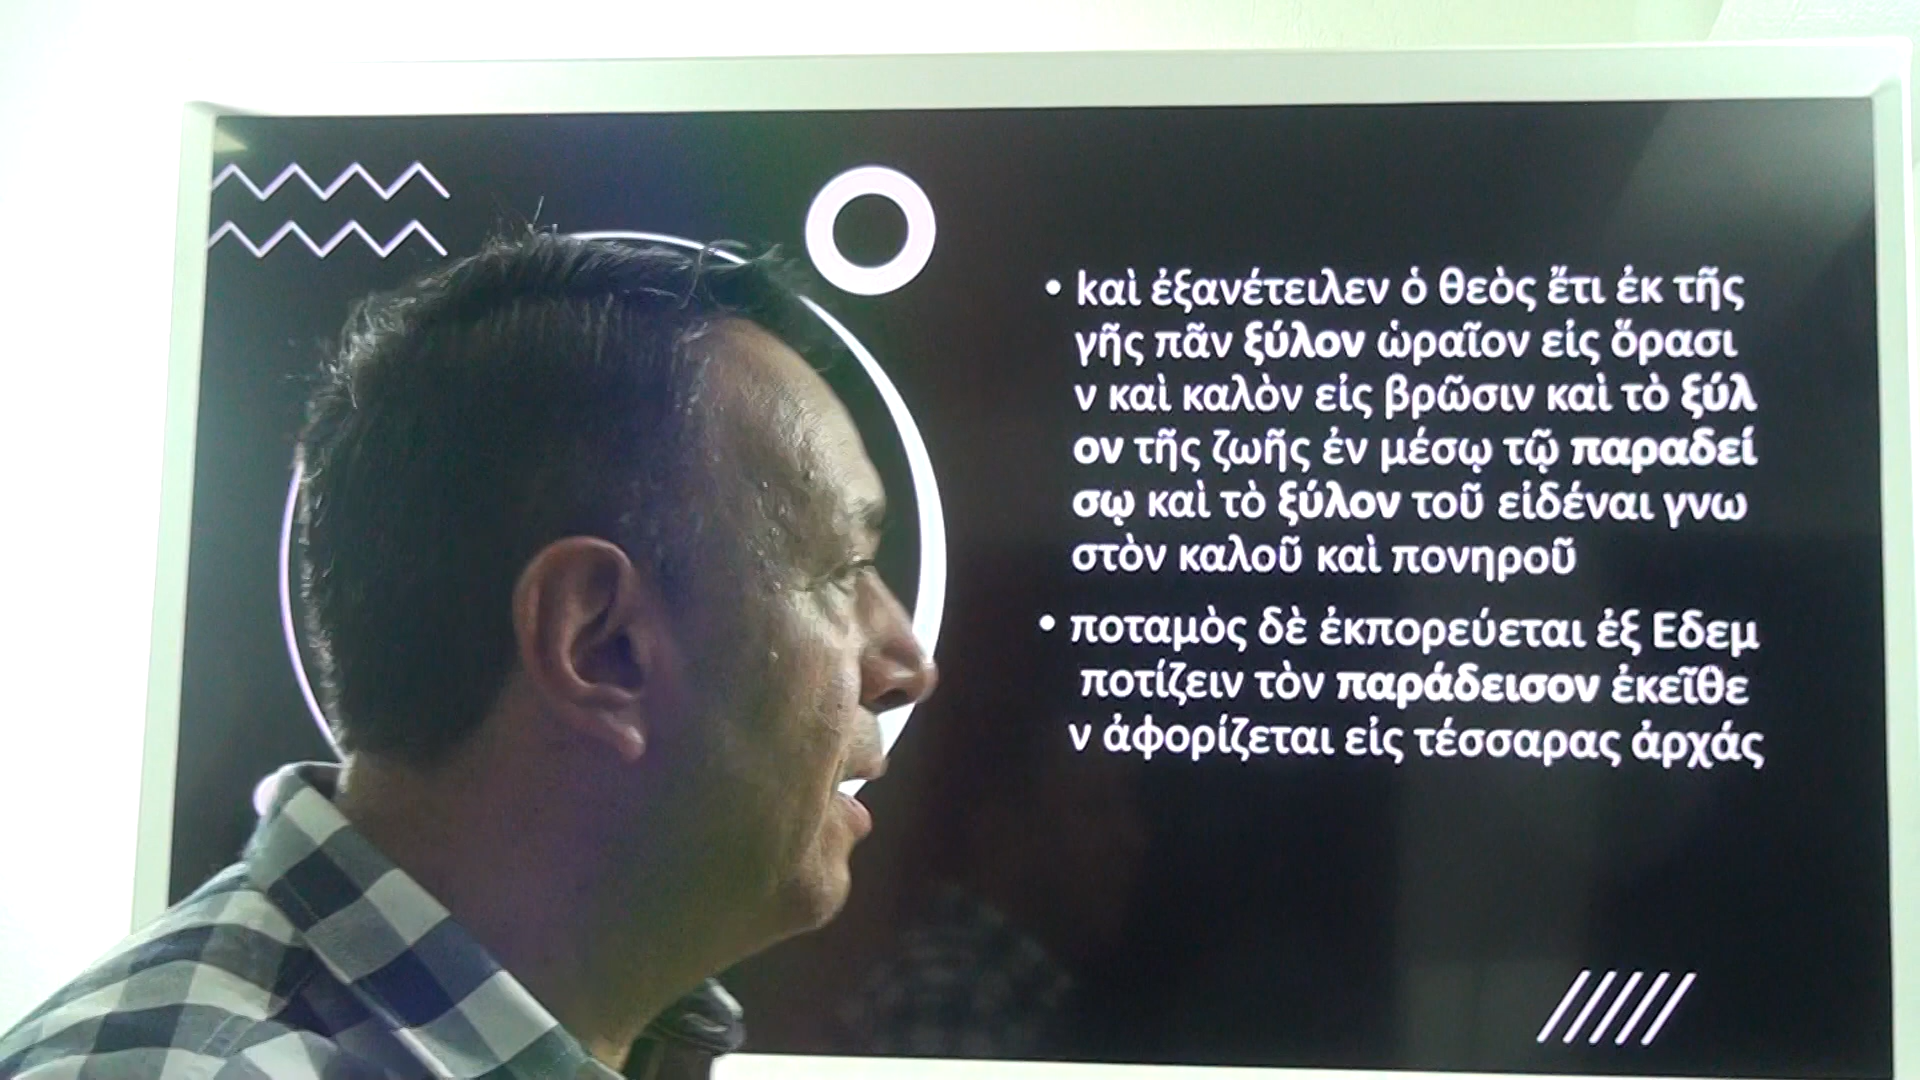 • kαὶ ἐξανέτειλεν ὁ θεὸς ἔτι ἐκ τῆς
γῆς πᾶν ξύλον ὡραῖον εἰς ὅρασι
ν καὶ καλὸν εἰς βρῶσιν καὶ τὸ ξύλ
ον τῆς ζωῆς ἐν μέσῳ τῷ παραδεί
σῳ καὶ τὸ ξύλον τοῦ εἰδέναι γνω
στὸν καλοῦ καὶ πονηροῦ
• ποταμὸς δὲ ἐκπορεύεται ἐξ Εδεμ
ποτίζειν τὸν παράδεισον ἐκεῖθε
ν ἀφορίζεται εἰς τέσσαρας ἀρχάς